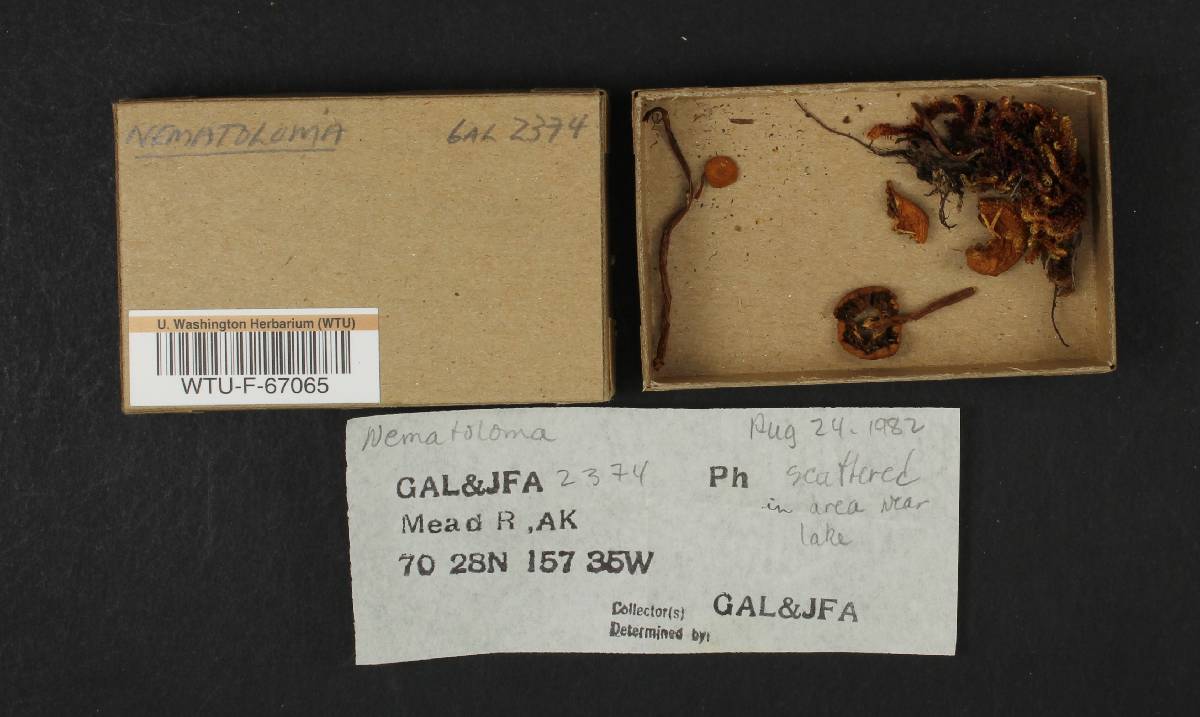 NEMATOLOMA GAL 2374
U. Washington Herbarium (WTU)
WTU-F-67065
Nematoloma Aug 24. 1982
GAL&JFA 2374 Ph scattered
in area near
Mead R ,AK
lake
70 28N 157 35W
Collector(s) GAL&JFA
Determined by: